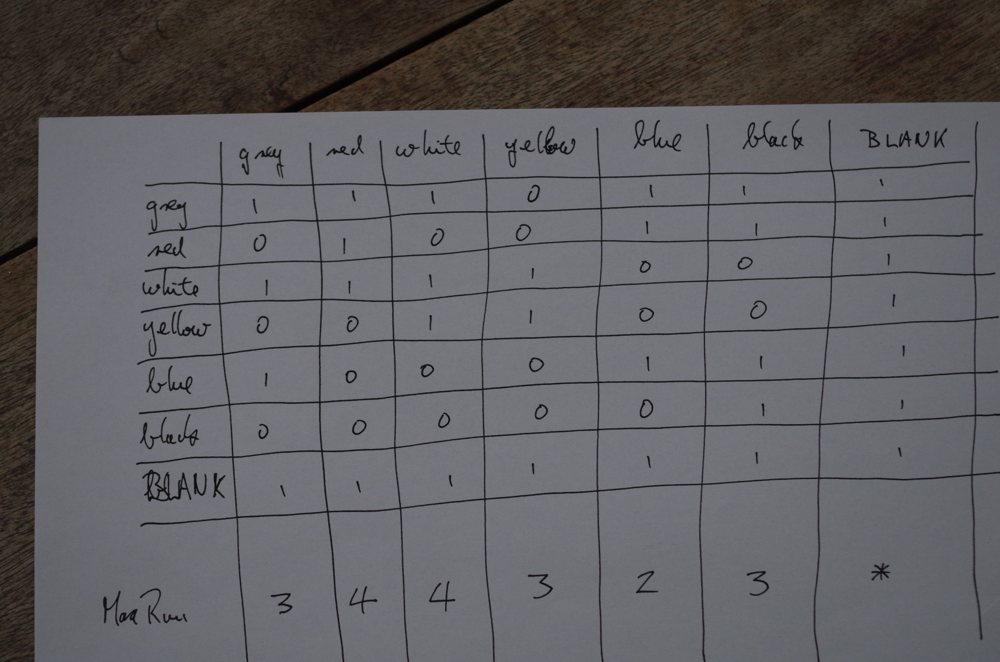 grey red white yellow blue black BLANK
grey 1 1 1 0 1 1 1
red 0 1 0 0 1 1 1
white 1 1 1 1 0 0 1
yellow 0 0 1 1 0 0 1
blue 1 0 0 0 1 1 1
black 0 0 0 0 0 1 1
BLANK 1 1 1 1 1 1 1
Max Run 3 4 4 3 2 3 *